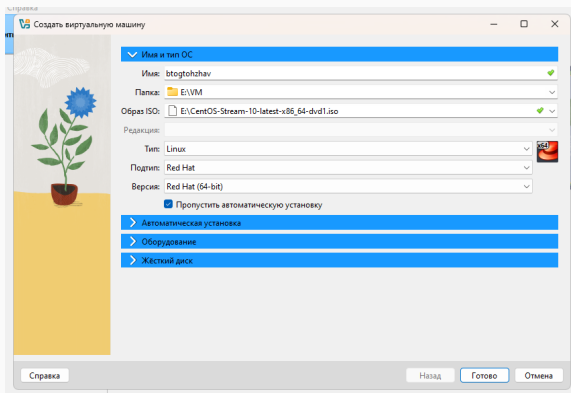 Справка
Создать виртуальную машину
Имя и тип ОС
Имя: btogtohzhav
Папка: E:\VM
Образ ISO: E:\CentOS-Stream-10-latest-x86_64-dvd1.iso
Редакция:
Тип: Linux
x64
Подтип: Red Hat
Версия: Red Hat (64-bit)
Пропустить автоматическую установку
Автоматическая установка
Оборудование
Жёсткий диск
Справка Назад Готово Отмена